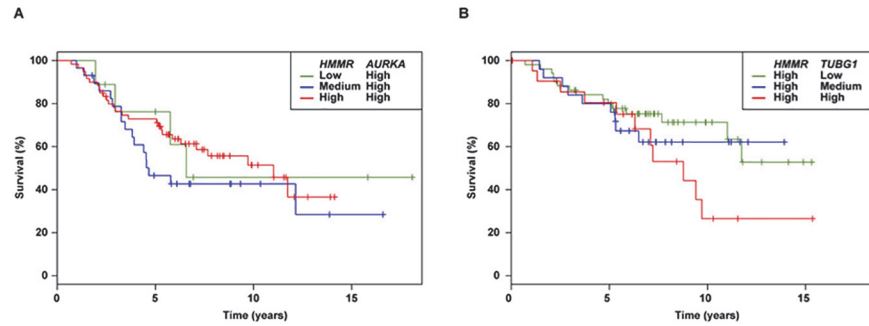 A
B
HMMR AURKA
Low High
Medium High
High High
HMMR TUBG1
High Low
High Medium
High High
Survival (%)
100
80
60
40
20
0
0 5 10 15
Time (years)
Survival (%)
100
80
60
40
20
0
0 5 10 15
Time (years)